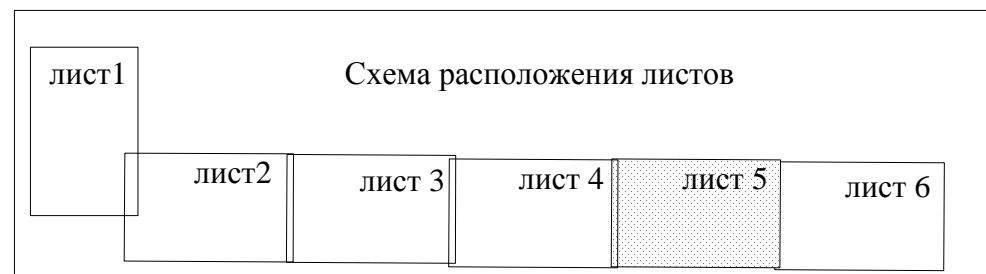 лист1
Схема расположения листов
лист2
лист 3
лист 4
лист 5
лист 6